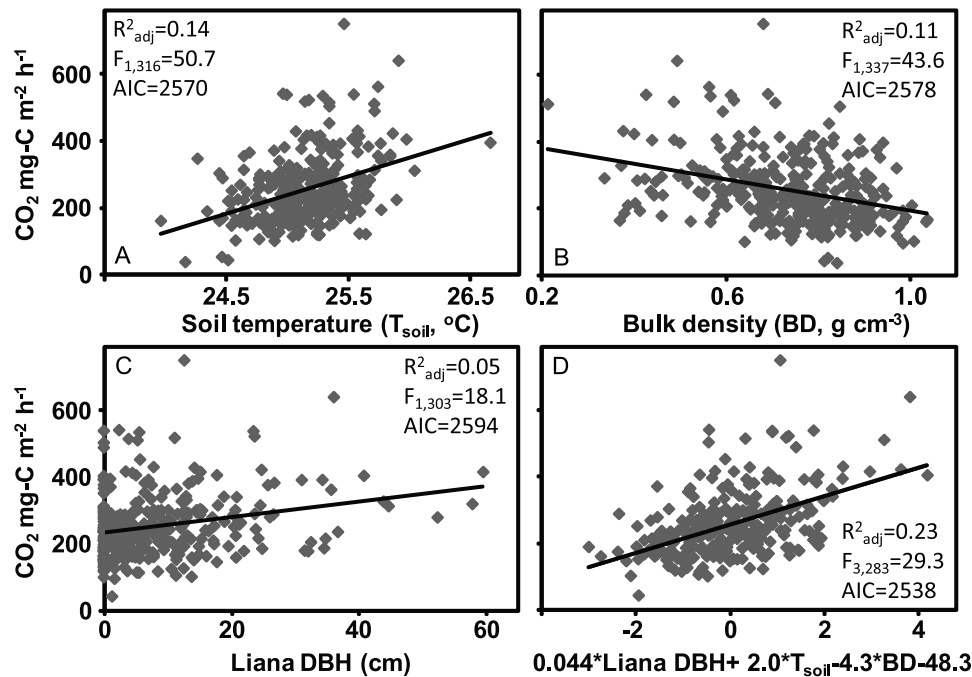 CO₂ mg-C m⁻² h⁻¹
600
400
200
0
R²adj=0.14
F₁,₃₁₆=50.7
AIC=2570
A
24.5
25.5
26.5
Soil temperature (Tsoil, °C)
R²adj=0.11
F₁,₃₃₇=43.6
AIC=2578
B
0.2
0.6
1.0
Bulk density (BD, g cm⁻³)
CO₂ mg-C m⁻² h⁻¹
600
400
200
0
C
R²adj=0.05
F₁,₃₀₃=18.1
AIC=2594
0
20
40
60
Liana DBH (cm)
D
R²adj=0.23
F₃,₂₈₃=29.3
AIC=2538
-2
0
2
4
0.044*Liana DBH+ 2.0*Tsoil-4.3*BD-48.3